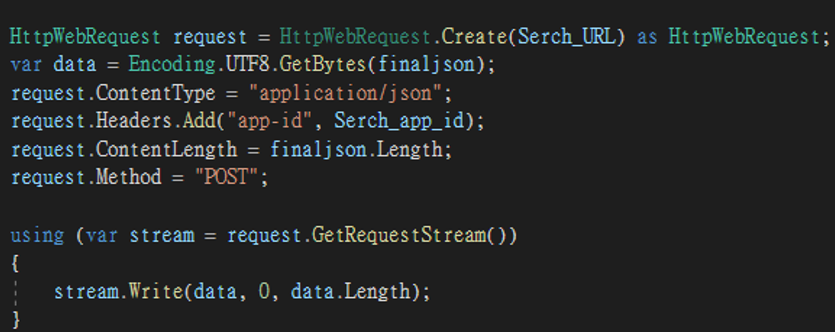 HttpWebRequest request = HttpWebRequest.Create(Serch_URL) as HttpWebRequest;
var data = Encoding.UTF8.GetBytes(finaljson);
request.ContentType = "application/json";
request.Headers.Add("app-id", Serch_app_id);
request.ContentLength = finaljson.Length;
request.Method = "POST";
using (var stream = request.GetRequestStream())
{
stream.Write(data, 0, data.Length);
}